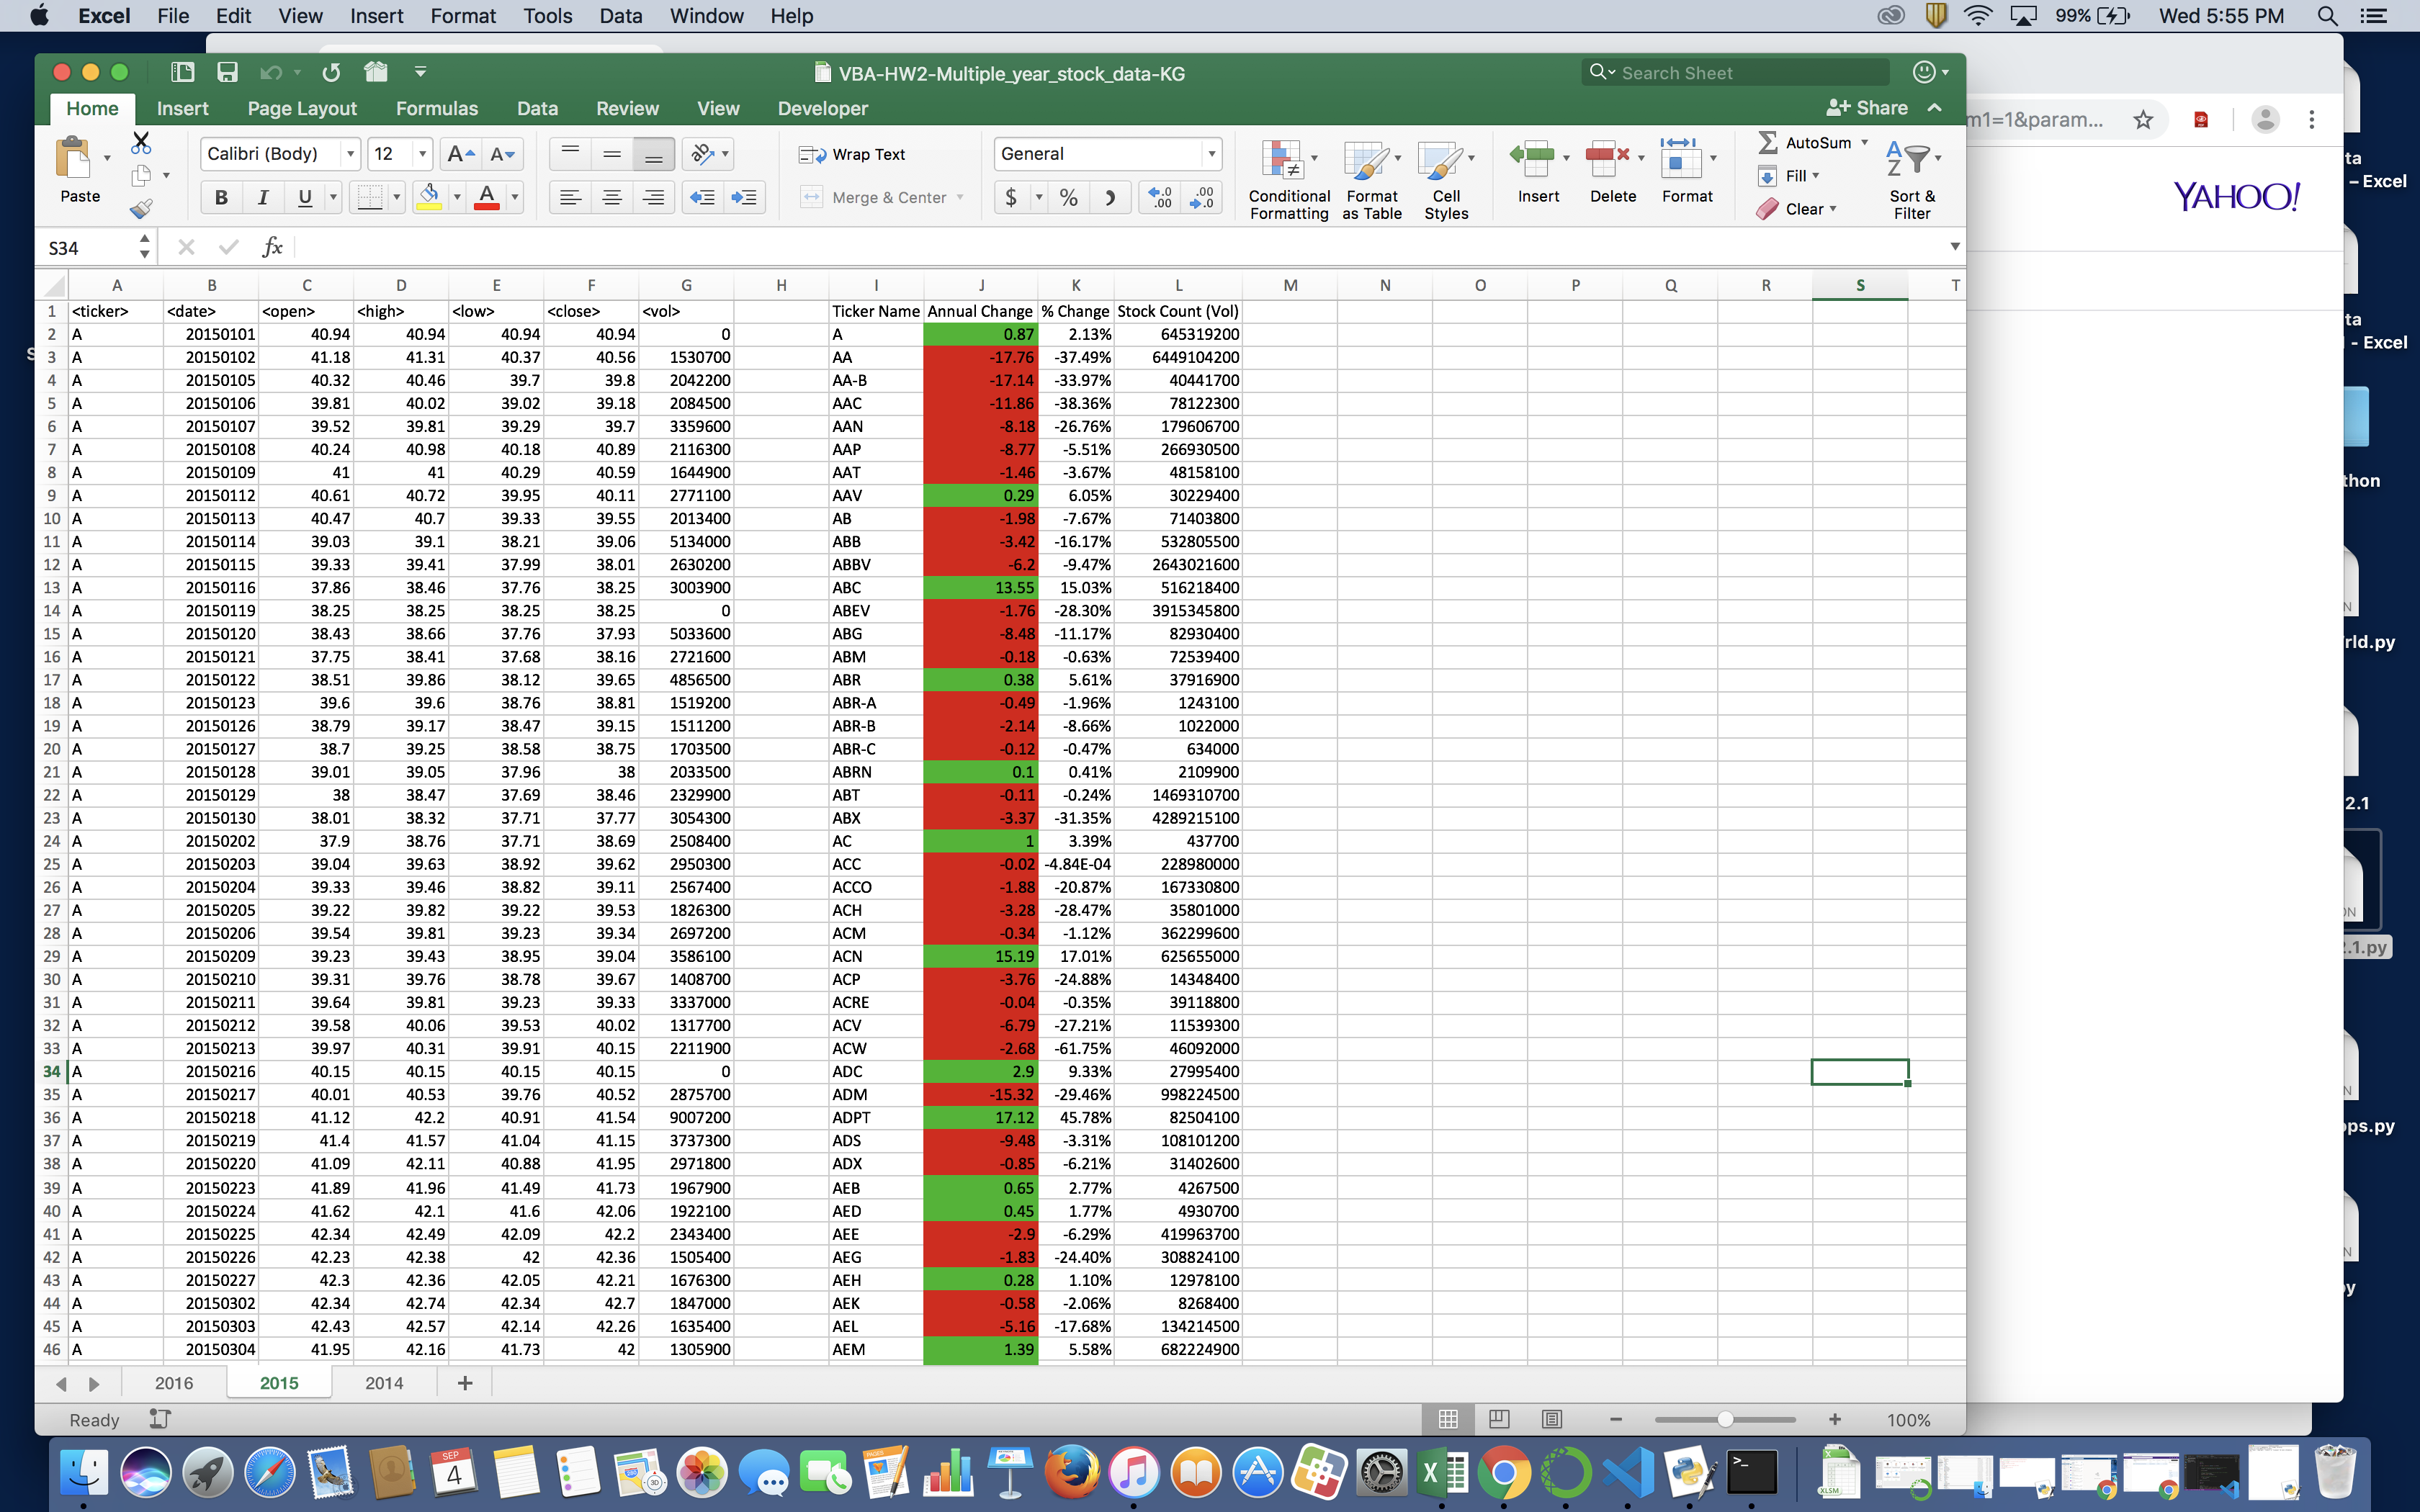 Excel File Edit View Insert Format Tools Data Window Help 99% Wed 5:55 PM
VBA-HW2-Multiple_year_stock_data-KG Search Sheet
Home Insert Page Layout Formulas Data Review View Developer Share
m1=1&param...
Paste Calibri (Body) 12 Wrap Text General AutoSum
B I U Merge & Center $ % Fill
Conditional Formatting Format as Table Cell Styles Insert Delete Format Clear Sort & Filter
YAHOO!
S34 fx
A B C D E F G H I J K L M N O P Q R S T
1 <ticker> <date> <open> <high> <low> <close> <vol> Ticker Name Annual Change % Change Stock Count (Vol)
2 A 20150101 40.94 40.94 40.94 40.94 0 A 0.87 2.13% 645319200
3 A 20150102 41.18 41.31 40.37 40.56 1530700 AA -17.76 -37.49% 6449104200
4 A 20150105 40.32 40.46 39.7 39.8 2042200 AA-B -17.14 -33.97% 40441700
5 A 20150106 39.81 40.02 39.02 39.18 2084500 AAC -11.86 -38.36% 78122300
6 A 20150107 39.52 39.81 39.29 39.7 3359600 AAN -8.18 -26.76% 179606700
7 A 20150108 40.24 40.98 40.18 40.89 2116300 AAP -8.77 -5.51% 266930500
8 A 20150109 41 41 40.29 40.59 1644900 AAT -1.46 -3.67% 48158100
9 A 20150112 40.61 40.72 39.95 40.11 2771100 AAV 0.29 6.05% 30229400
10 A 20150113 40.47 40.7 39.33 39.55 2013400 AB -1.98 -7.67% 71403800
11 A 20150114 39.03 39.1 38.21 39.06 5134000 ABB -3.42 -16.17% 532805500
12 A 20150115 39.33 39.41 37.99 38.01 2630200 ABBV -6.2 -9.47% 2643021600
13 A 20150116 37.86 38.46 37.76 38.25 3003900 ABC 13.55 15.03% 516218400
14 A 20150119 38.25 38.25 38.25 38.25 0 ABEV -1.76 -28.30% 3915345800
15 A 20150120 38.43 38.66 37.76 37.93 5033600 ABG -8.48 -11.17% 82930400
16 A 20150121 37.75 38.41 37.68 38.16 2721600 ABM -0.18 -0.63% 72539400
17 A 20150122 38.51 39.86 38.12 39.65 4856500 ABR 0.38 5.61% 37916900
18 A 20150123 39.6 39.6 38.76 38.81 1519200 ABR-A -0.49 -1.96% 1243100
19 A 20150126 38.79 39.17 38.47 39.15 1511200 ABR-B -2.14 -8.66% 1022000
20 A 20150127 38.7 39.25 38.58 38.75 1703500 ABR-C -0.12 -0.47% 634000
21 A 20150128 39.01 39.05 37.96 38 2033500 ABRN 0.1 0.41% 2109900
22 A 20150129 38 38.47 37.69 38.46 2329900 ABT -0.11 -0.24% 1469310700
23 A 20150130 38.01 38.32 37.71 37.77 3054300 ABX -3.37 -31.35% 4289215100
24 A 20150202 37.9 38.76 37.71 38.69 2508400 AC 1 3.39% 437700
25 A 20150203 39.04 39.63 38.92 39.62 2950300 ACC -0.02 -4.84E-04 228980000
26 A 20150204 39.33 39.46 38.82 39.11 2567400 ACCO -1.88 -20.87% 167330800
27 A 20150205 39.22 39.82 39.22 39.53 1826300 ACH -3.28 -28.47% 35801000
28 A 20150206 39.54 39.81 39.23 39.34 2697200 ACM -0.34 -1.12% 362299600
29 A 20150209 39.23 39.43 38.95 39.04 3586100 ACN 15.19 17.01% 625655000
30 A 20150210 39.31 39.76 38.78 39.67 1408700 ACP -3.76 -24.88% 14348400
31 A 20150211 39.64 39.81 39.23 39.33 3337000 ACRE -0.04 -0.35% 39118800
32 A 20150212 39.58 40.06 39.53 40.02 1317700 ACV -6.79 -27.21% 11539300
33 A 20150213 39.97 40.31 39.91 40.15 2211900 ACW -2.68 -61.75% 46092000
34 A 20150216 40.15 40.15 40.15 40.15 0 ADC 2.9 9.33% 27995400
35 A 20150217 40.01 40.53 39.76 40.52 2875700 ADM -15.32 -29.46% 998224500
36 A 20150218 41.12 42.2 40.91 41.54 9007200 ADPT 17.12 45.78% 82504100
37 A 20150219 41.4 41.57 41.04 41.15 3737300 ADS -9.48 -3.31% 108101200
38 A 20150220 41.09 42.11 40.88 41.95 2971800 ADX -0.85 -6.21% 31402600
39 A 20150223 41.89 41.96 41.49 41.73 1967900 AEB 0.65 2.77% 4267500
40 A 20150224 41.62 42.1 41.6 42.06 1922100 AED 0.45 1.77% 4930700
41 A 20150225 42.34 42.49 42.09 42.2 2343400 AEE -2.9 -6.29% 419963700
42 A 20150226 42.23 42.38 42 42.36 1505400 AEG -1.83 -24.40% 308824100
43 A 20150227 42.3 42.36 42.05 42.21 1676300 AEH 0.28 1.10% 12978100
44 A 20150302 42.34 42.74 42.34 42.7 1847000 AEK -0.58 -2.06% 8268400
45 A 20150303 42.43 42.57 42.14 42.26 1635400 AEL -5.16 -17.68% 134214500
46 A 20150304 41.95 42.16 41.73 42 1305900 AEM 1.39 5.58% 682224900
2016 2015 2014 +
Ready 100%
ta
– Excel
ta
- Excel
thon
rld.py
2.1
2.1.py
ops.py
y
SEP
4
XLSM